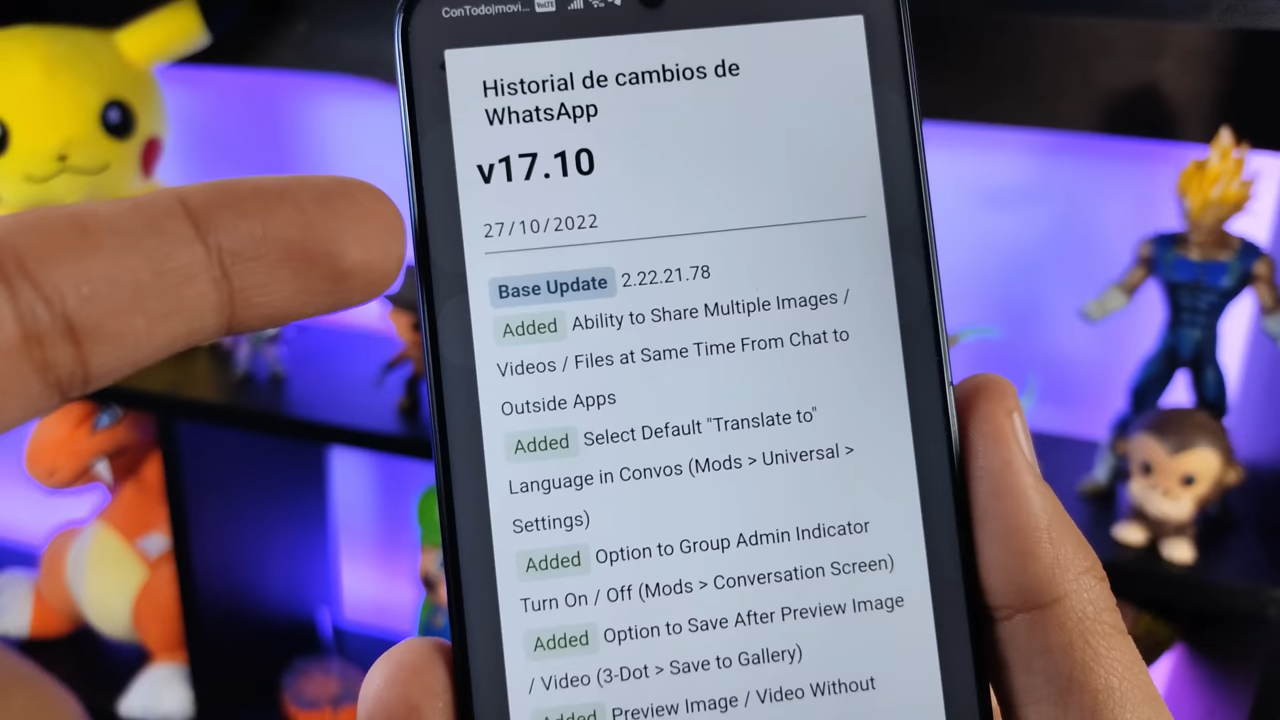 ConTodo|movi... VoLTE
Historial de cambios de
WhatsApp
v17.10
27/10/2022
Base Update 2.22.21.78
Added Ability to Share Multiple Images /
Videos / Files at Same Time From Chat to
Outside Apps
Added Select Default "Translate to"
Language in Convos (Mods > Universal >
Settings)
Added Option to Group Admin Indicator
Turn On / Off (Mods > Conversation Screen)
Added Option to Save After Preview Image
/ Video (3-Dot > Save to Gallery)
Added Preview Image / Video Without